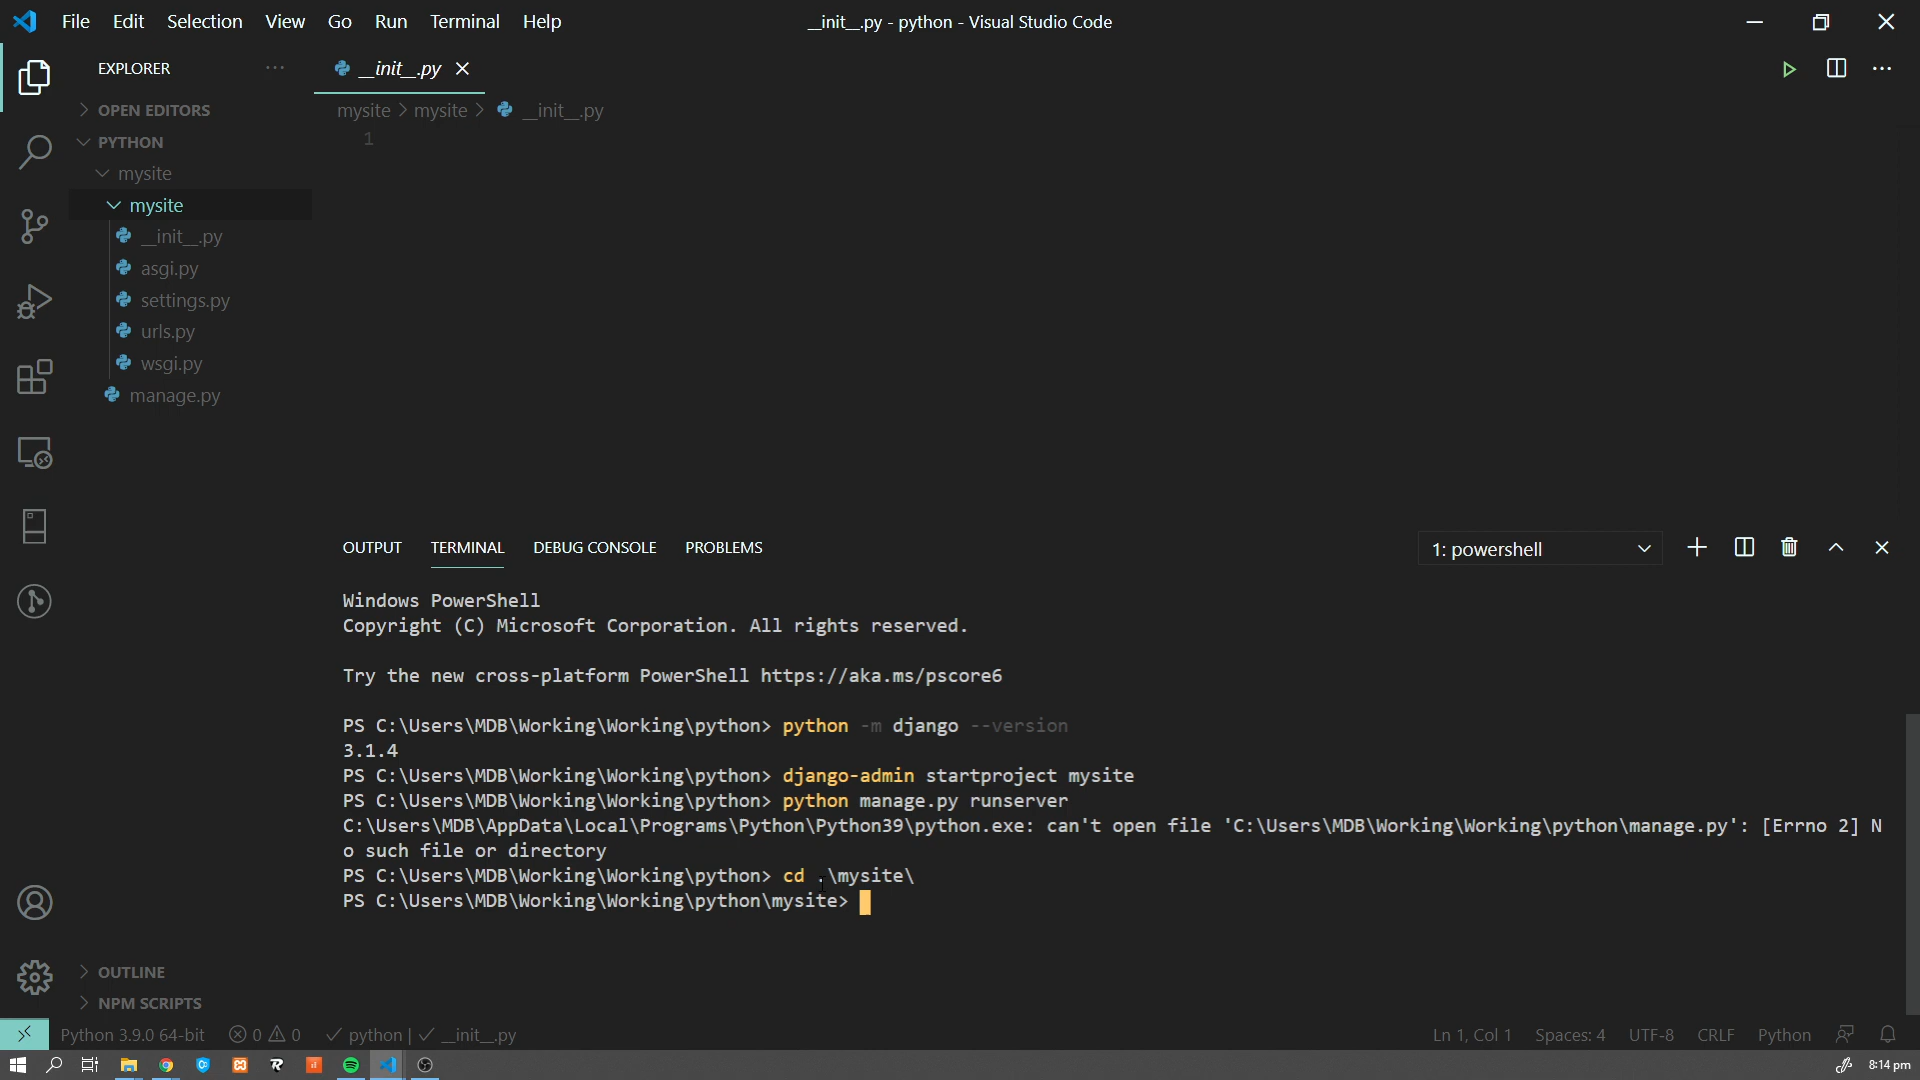 File Edit Selection View Go Run Terminal Help
__init__.py - python - Visual Studio Code
EXPLORER
__init__.py
OPEN EDITORS
mysite > mysite > __init__.py
PYTHON
1
mysite
mysite
__init__.py
asgi.py
settings.py
urls.py
wsgi.py
manage.py
OUTPUT TERMINAL DEBUG CONSOLE PROBLEMS
1: powershell
Windows PowerShell
Copyright (C) Microsoft Corporation. All rights reserved.
Try the new cross-platform PowerShell https://aka.ms/pscore6
PS C:\Users\MDB\Working\Working\python> python -m django --version
3.1.4
PS C:\Users\MDB\Working\Working\python> django-admin startproject mysite
PS C:\Users\MDB\Working\Working\python> python manage.py runserver
C:\Users\MDB\AppData\Local\Programs\Python\Python39\python.exe: can't open file 'C:\Users\MDB\Working\Working\python\manage.py': [Errno 2] N
o such file or directory
PS C:\Users\MDB\Working\Working\python> cd .\mysite\
PS C:\Users\MDB\Working\Working\python\mysite>
OUTLINE
NPM SCRIPTS
Python 3.9.0 64-bit 0 0 python | __init__.py
Ln 1, Col 1 Spaces: 4 UTF-8 CRLF Python
8:14 pm